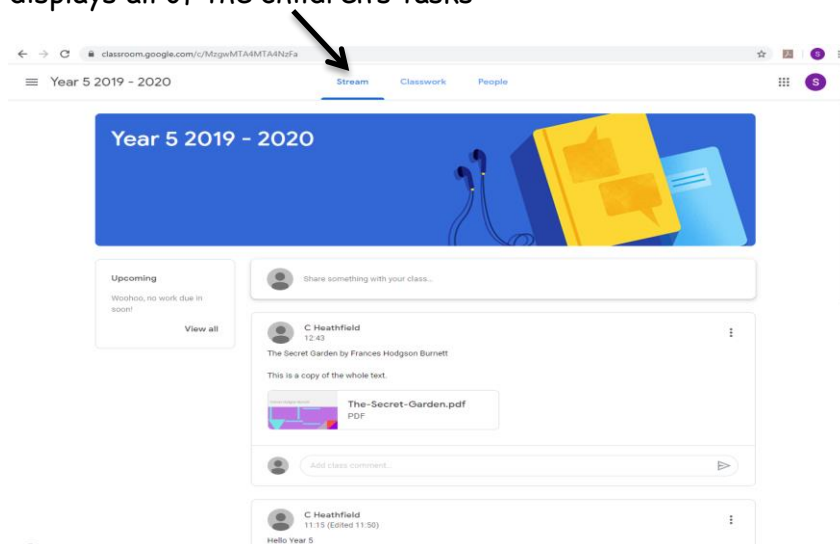 displays all of the children's tasks
classroom.google.com/c/MzgwMTA4MTA4NzFa
Year 5 2019 - 2020
Stream Classwork People
S
S
Year 5 2019 - 2020
Upcoming
Woohoo, no work due in
soon!
View all
Share something with your class...
C Heathfield
12:43
The Secret Garden by Frances Hodgson Burnett
This is a copy of the whole text.
The-Secret-Garden.pdf
PDF
Add class comment...
C Heathfield
11:15 (Edited 11:50)
Hello Year 5